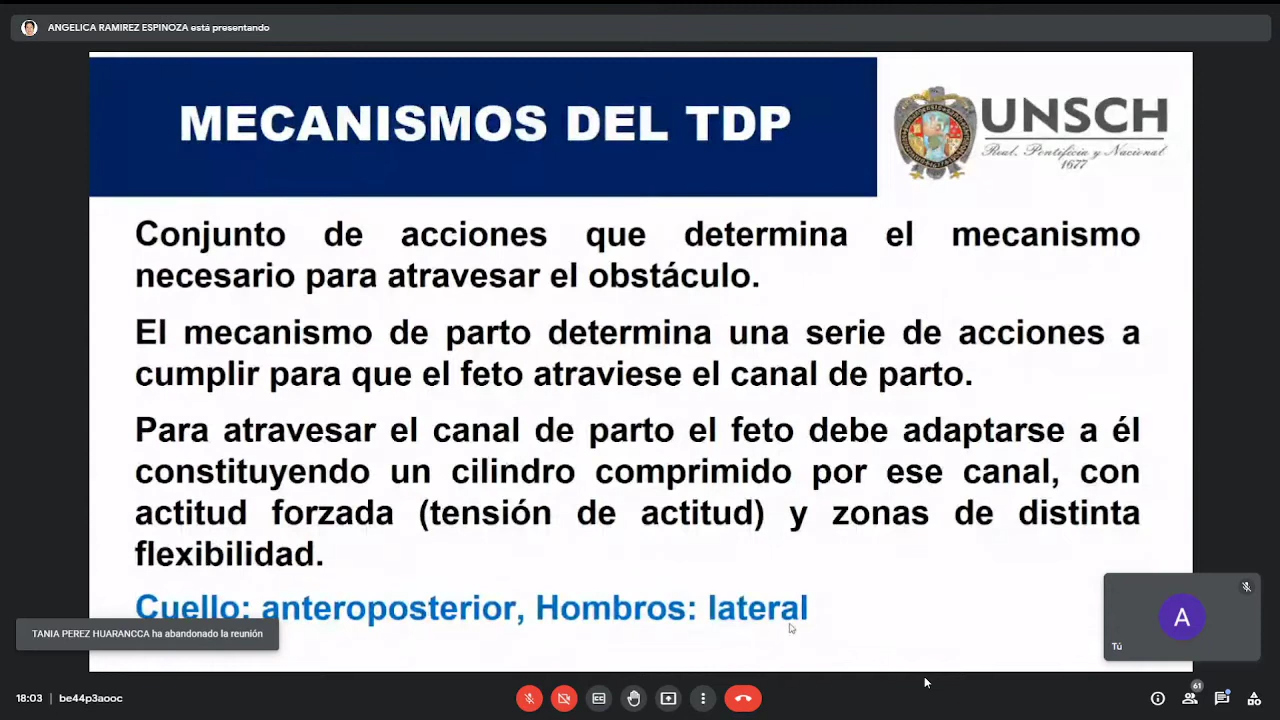 ANGELICA RAMIREZ ESPINOZA está presentando
MECANISMOS DEL TDP
UNSCH
Real, Pontificia y Nacional
1677
Conjunto de acciones que determina el mecanismo
necesario para atravesar el obstáculo.
El mecanismo de parto determina una serie de acciones a
cumplir para que el feto atraviese el canal de parto.
Para atravesar el canal de parto el feto debe adaptarse a él
constituyendo un cilindro comprimido por ese canal, con
actitud forzada (tensión de actitud) y zonas de distinta
flexibilidad.
Cuello: anteroposterior, Hombros: lateral
TANIA PEREZ HUARANCCA ha abandonado la reunión
A
Tú
18:03 | be44p3aooc
61